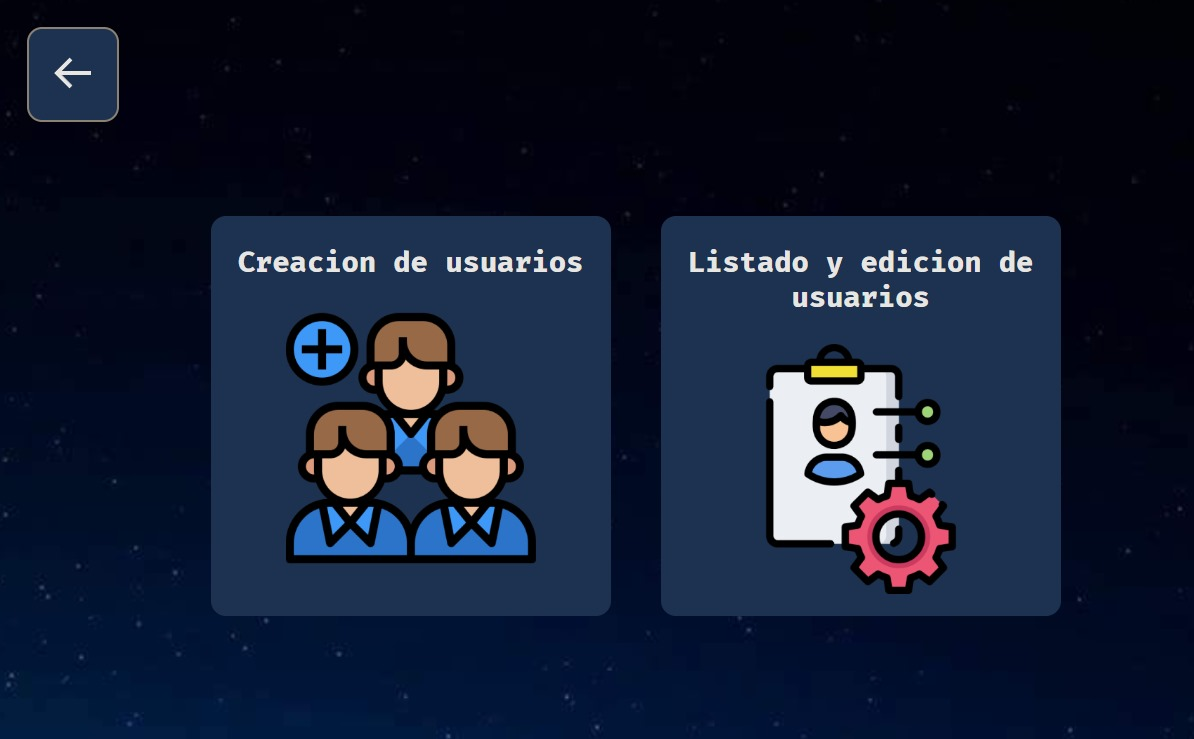 Creacion de usuarios
Listado y edicion de
usuarios